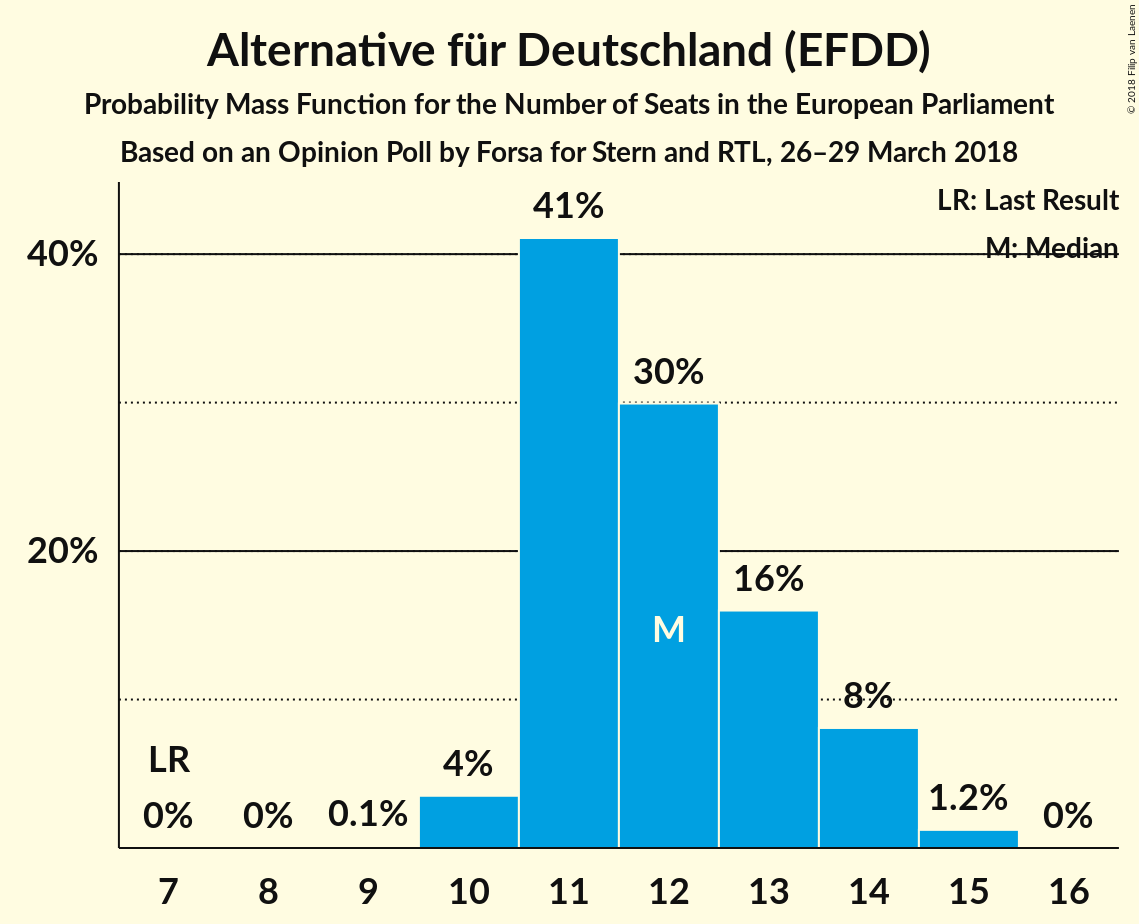 Alternative für Deutschland (EFDD)
Probability Mass Function for the Number of Seats in the European Parliament
Based on an Opinion Poll by Forsa for Stern and RTL, 26–29 March 2018
© 2018 Filip van Laenen
LR: Last Result
M: Median
40%
20%
41%
30%
16%
8%
4%
1.2%
0.1%
0%
0%
0%
LR
M
7 8 9 10 11 12 13 14 15 16